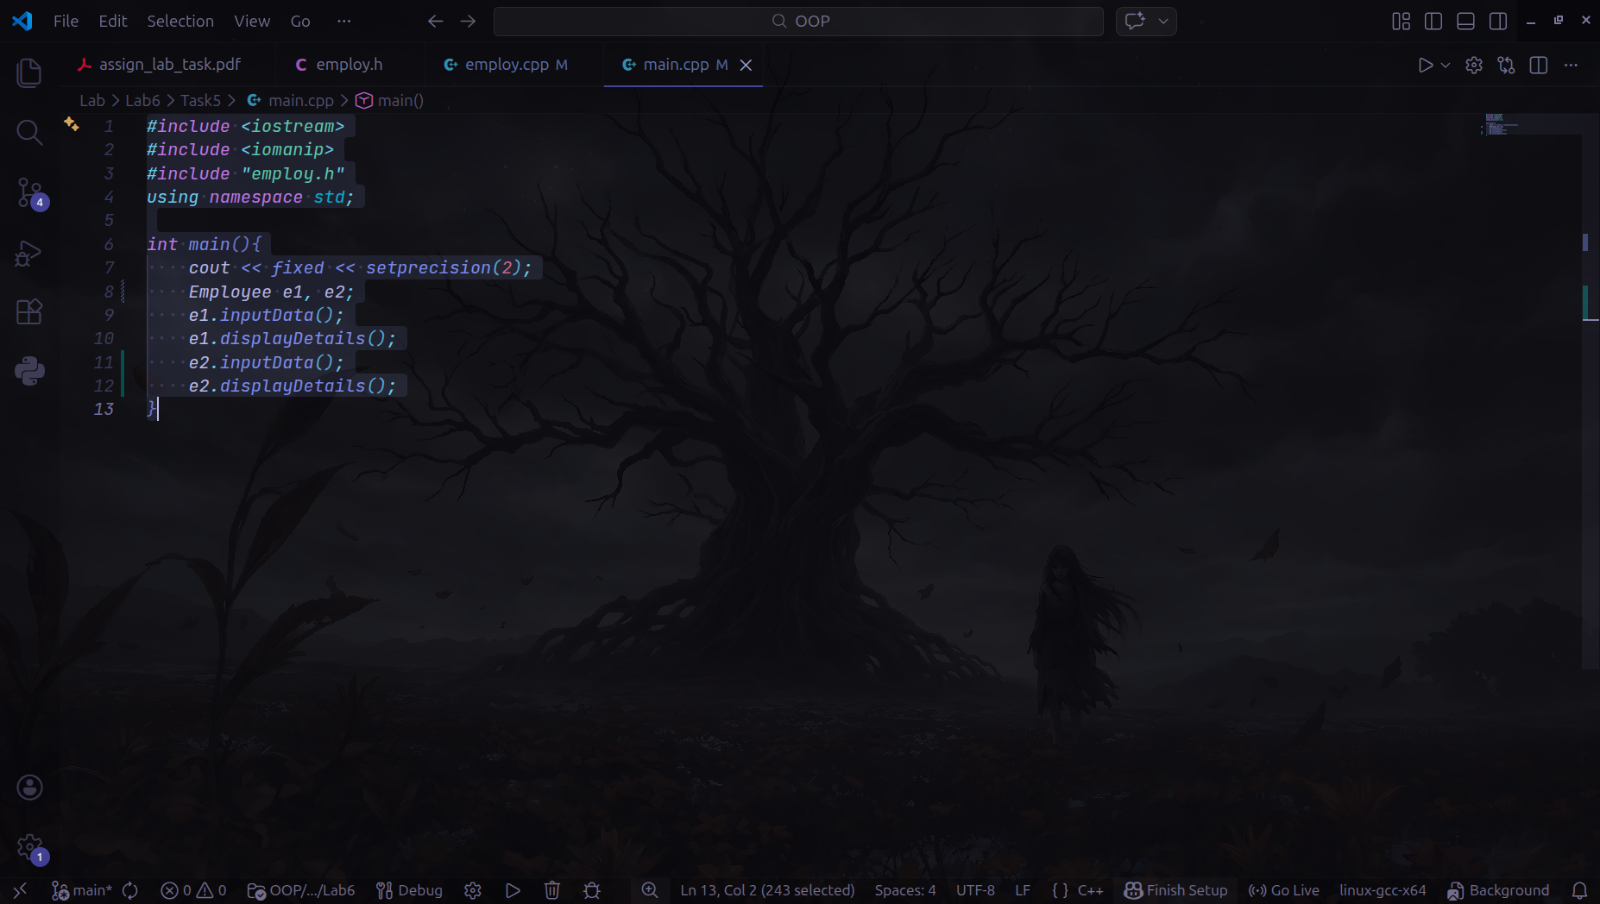 File Edit Selection View Go ··· OOP
assign_lab_task.pdf employ.h employ.cpp M main.cpp M
Lab > Lab6 > Task5 > main.cpp > main()
1 #include <iostream>
2 #include <iomanip>
3 #include "employ.h"
4 using namespace std;
5
6 int main(){
7 cout << fixed << setprecision(2);
8 Employee e1, e2;
9 e1.inputData();
10 e1.displayDetails();
11 e2.inputData();
12 e2.displayDetails();
13 }
4
1
main* 0 0 OOP/.../Lab6 Debug Ln 13, Col 2 (243 selected) Spaces: 4 UTF-8 LF { } C++ Finish Setup Go Live linux-gcc-x64 Background